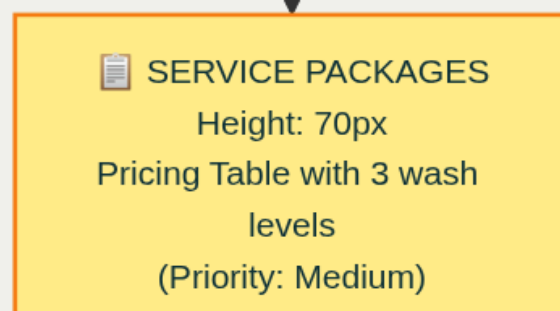 📋 SERVICE PACKAGES
Height: 70px
Pricing Table with 3 wash
levels
(Priority: Medium)